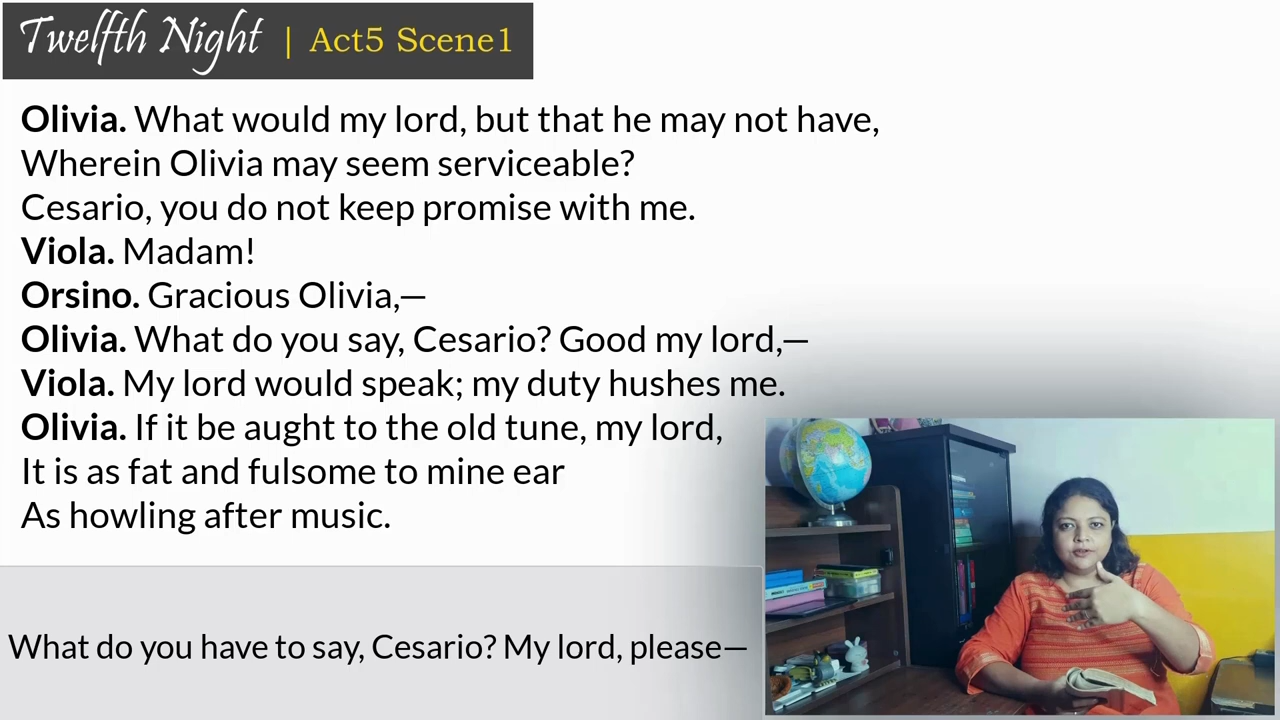 Twelfth Night | Act5 Scene1
Olivia. What would my lord, but that he may not have,
Wherein Olivia may seem serviceable?
Cesario, you do not keep promise with me.
Viola. Madam!
Orsino. Gracious Olivia,—
Olivia. What do you say, Cesario? Good my lord,—
Viola. My lord would speak; my duty hushes me.
Olivia. If it be aught to the old tune, my lord,
It is as fat and fulsome to mine ear
As howling after music.
What do you have to say, Cesario? My lord, please—